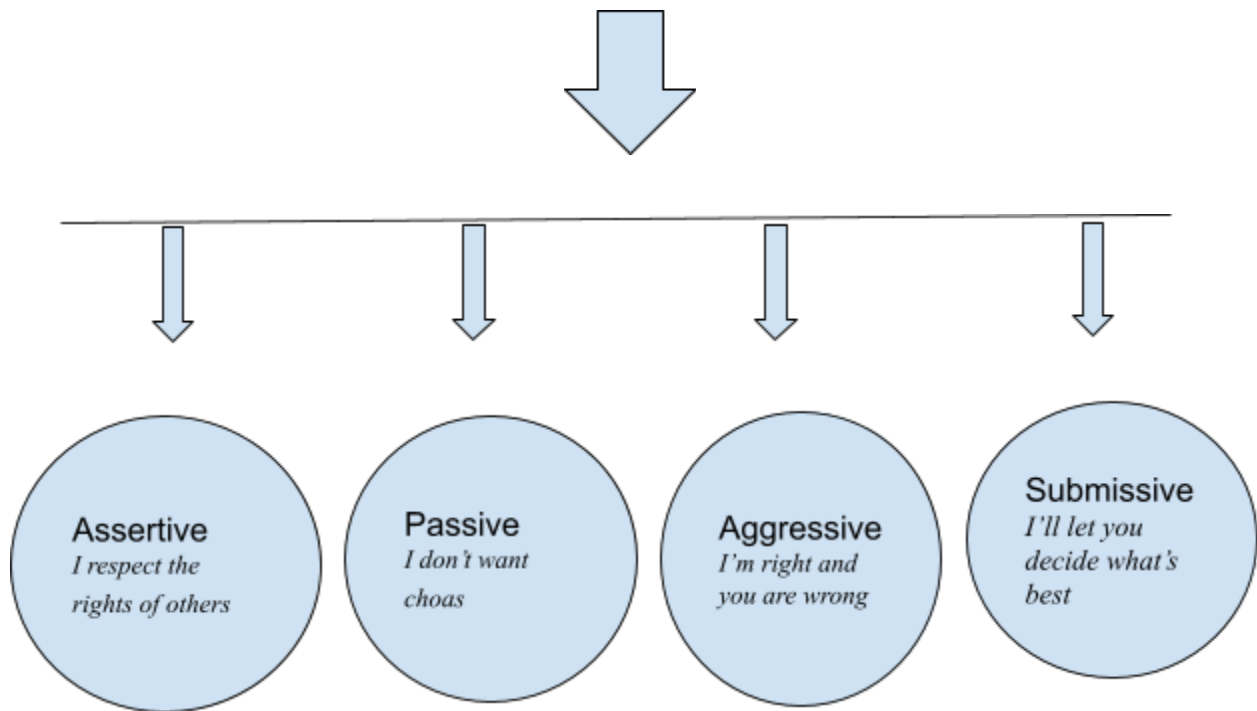 Assertive
I respect the
rights of others
Passive
I don't want
choas
Aggressive
I'm right and
you are wrong
Submissive
I'll let you
decide what's
best